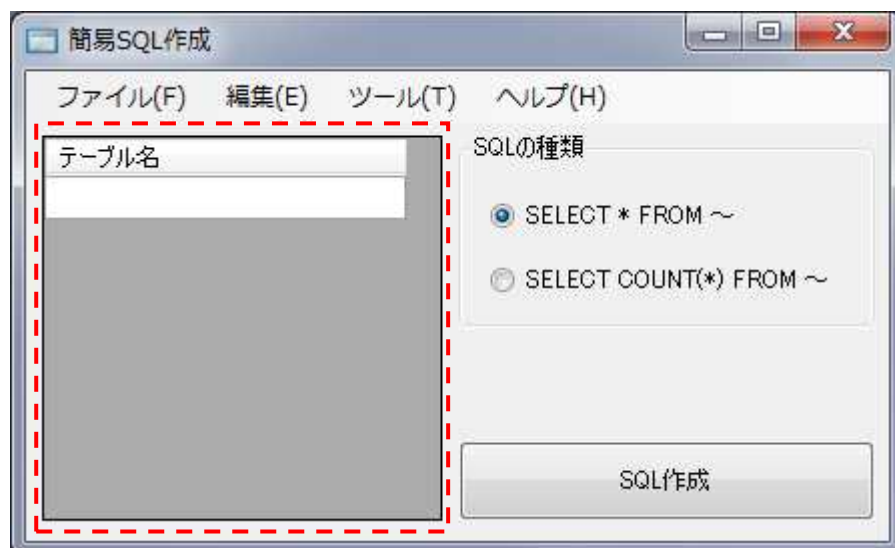 簡易SQL作成
ファイル(F) 編集(E) ツール(T) ヘルプ(H)
テーブル名
SQLの種類
SELECT * FROM ～
SELECT COUNT(*) FROM ～
SQL作成